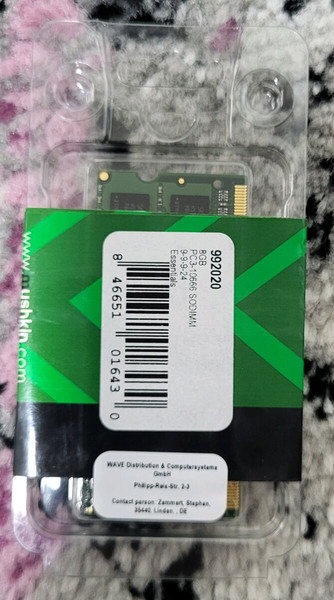 www.mushkin.com
992020
8GB
PC3-10666 SODIMM
9-9-9-24
Essentials
8 46651 01643 0
WAVE Distribution & Computersysteme
GmbH
Philipp-Reis-Str. 2-3
Contact person: Zammert, Stephan,
35440, Linden, , DE